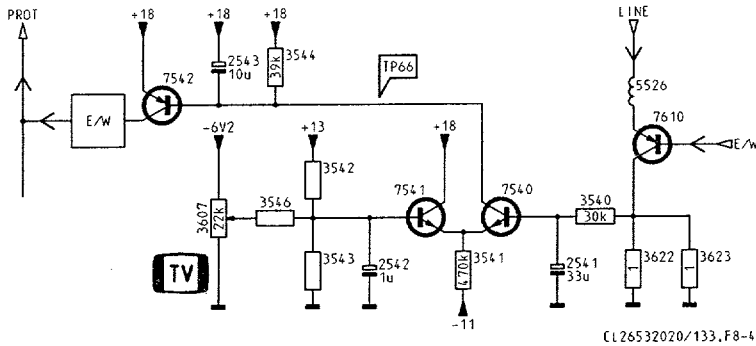 PROT
+18
+18
+18
LINE
7542
2543
10u
3544
39k
TP66
5526
7610
E/W
E/W
-6V2
+13
+18
3542
7541
7540
3540
30k
3607
22k
3546
3543
2542
1u
470k
3541
2541
33u
1
3622
1
3623
TV
-11
CL26532020/133.F8-4